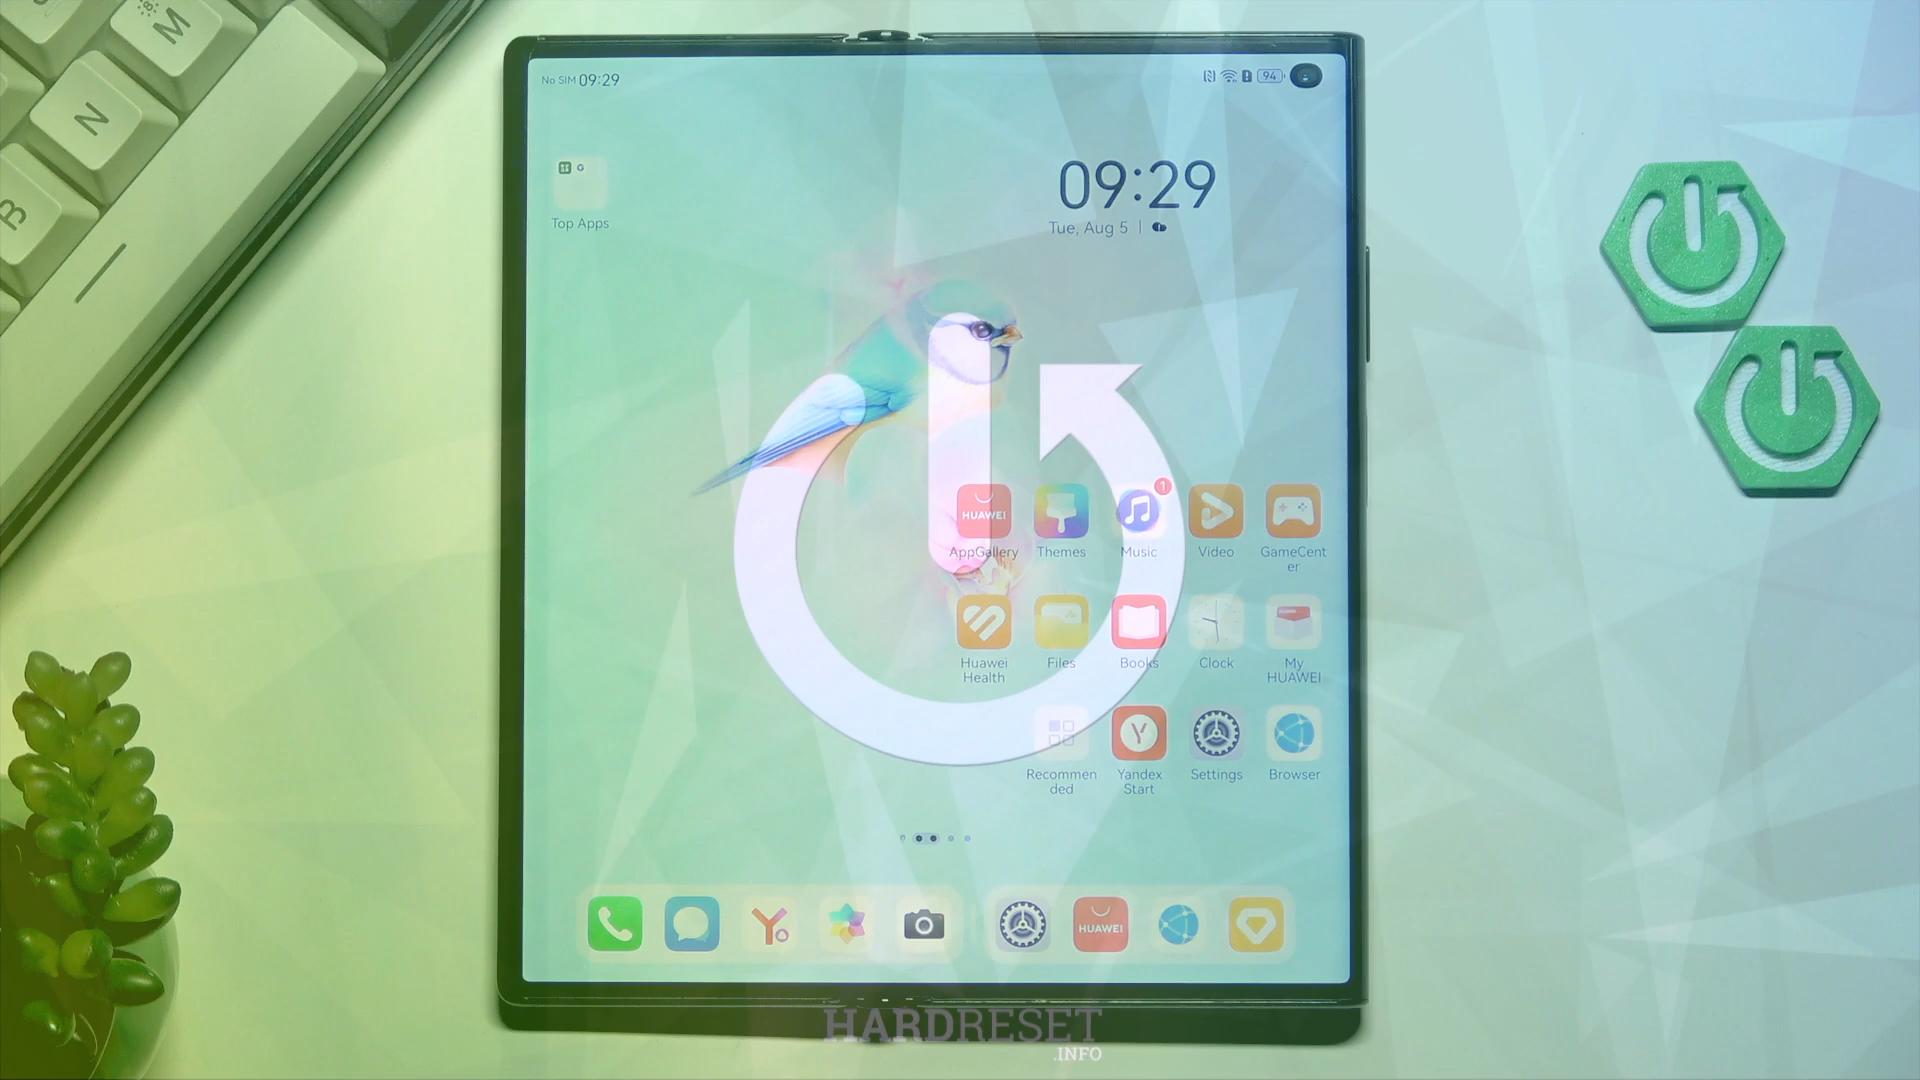 M
N
B
No SIM 09:29
94
09:29
Tue, Aug 5
Top Apps
HUAWEI
1
AppGallery Themes Music Video GameCent
er
Huawei
Health
Files Books Clock My
HUAWEI
Recommen
ded
Yandex
Start
Settings Browser
HUAWEI
HARDRESET
.INFO